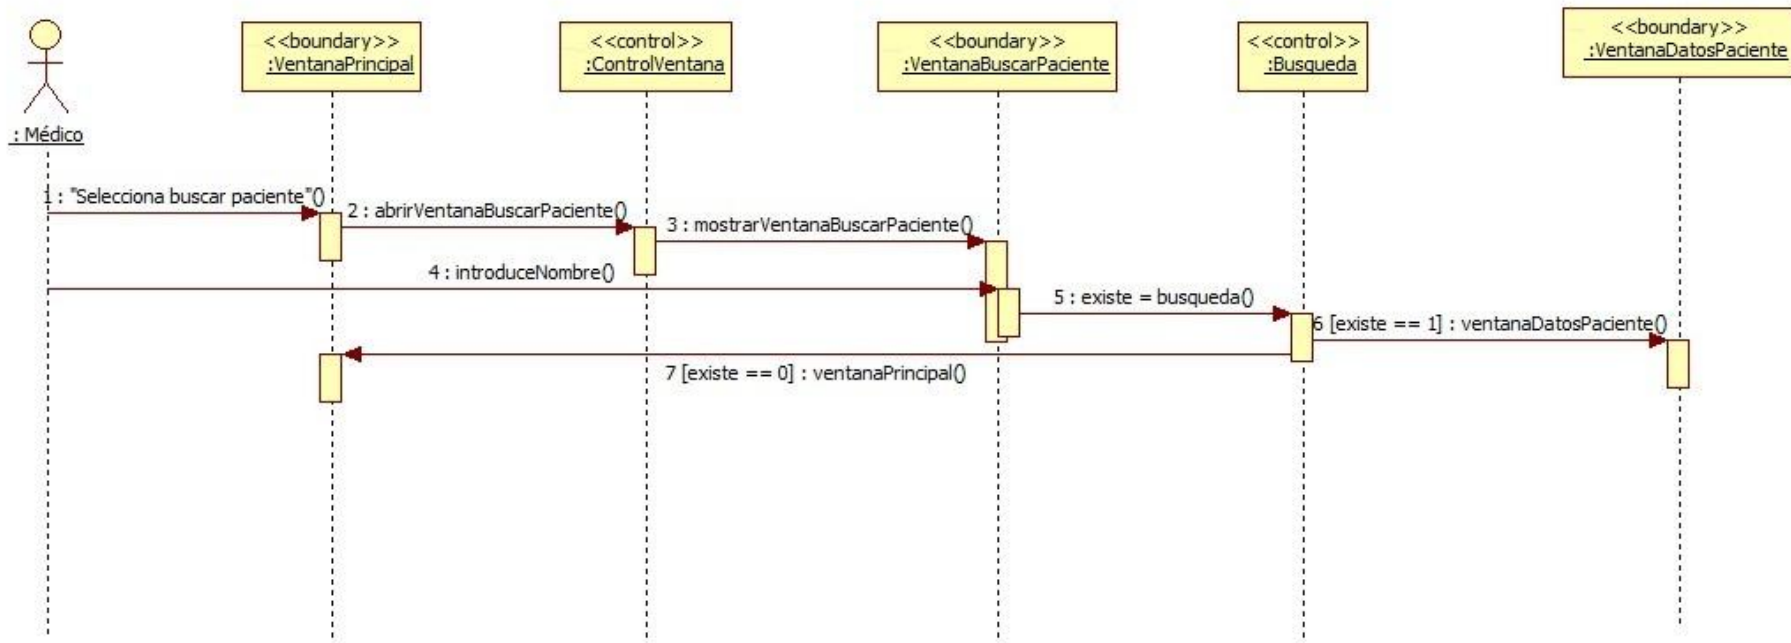 <<boundary>>
:VentanaPrincipal
<<control>>
:ControlVentana
<<boundary>>
:VentanaBuscarPaciente
<<control>>
:Busqueda
<<boundary>>
:VentanaDatosPaciente
: Médico
1 : "Selecciona buscar paciente"()
2 : abrirVentanaBuscarPaciente()
3 : mostrarVentanaBuscarPaciente()
4 : introduceNombre()
5 : existe = busqueda()
6 [existe == 1] : ventanaDatosPaciente()
7 [existe == 0] : ventanaPrincipal()